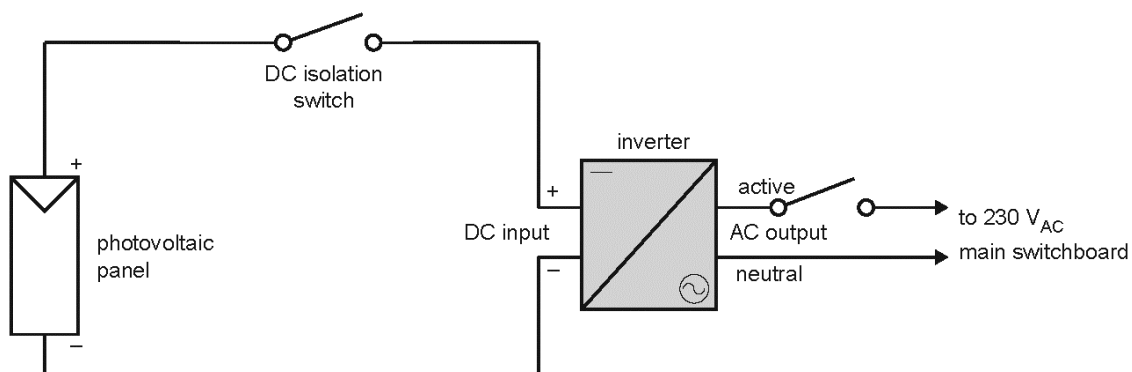 DC isolation
switch
inverter
+
photovoltaic
panel
−
DC input
+
−
active
AC output
neutral
to 230 VAC
main switchboard